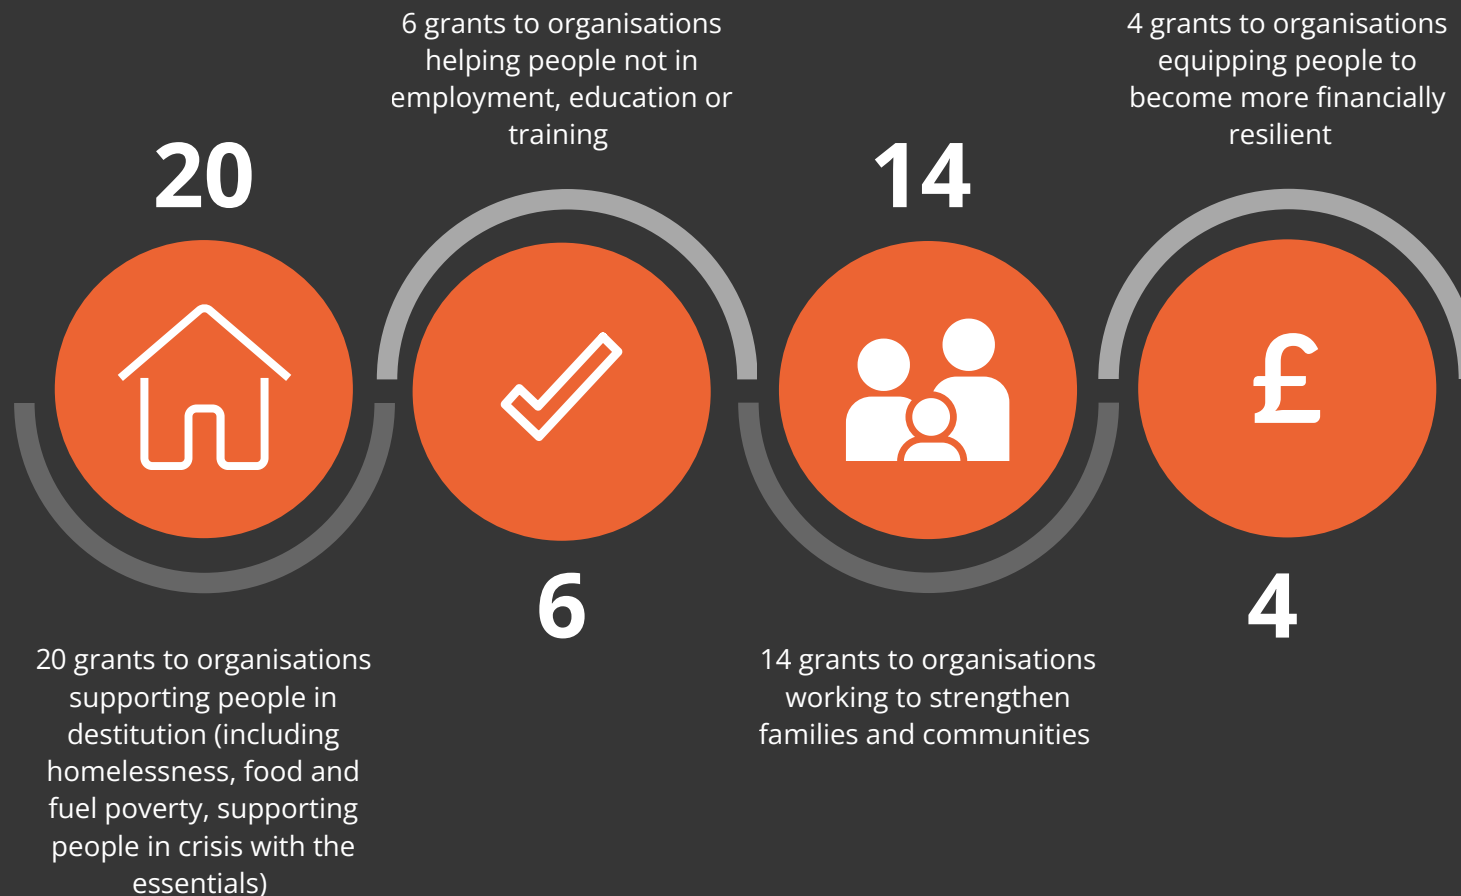 20
20 grants to organisations
supporting people in
destitution (including
homelessness, food and
fuel poverty, supporting
people in crisis with the
essentials)
6 grants to organisations
helping people not in
employment, education or
training
6
14
14 grants to organisations
working to strengthen
families and communities
4 grants to organisations
equipping people to
become more financially
resilient
£
4